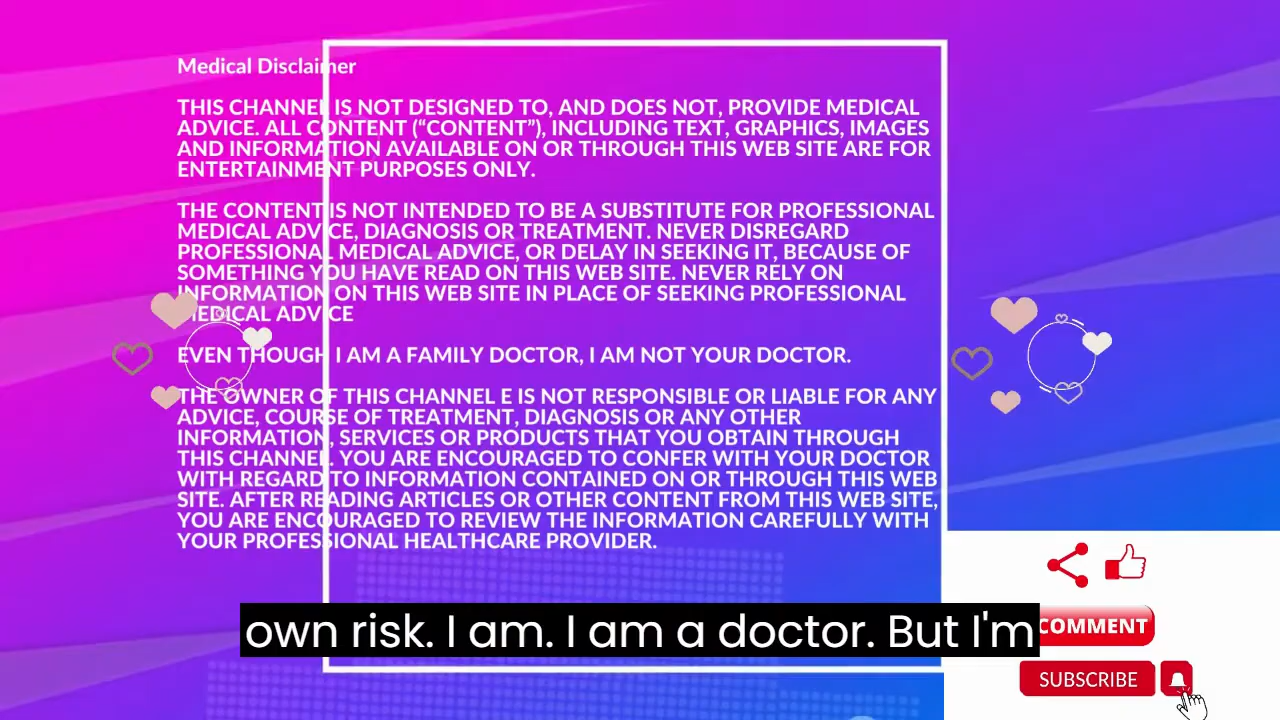 Medical Disclaimer
THIS CHANNEL IS NOT DESIGNED TO, AND DOES NOT, PROVIDE MEDICAL
ADVICE. ALL CONTENT (“CONTENT”), INCLUDING TEXT, GRAPHICS, IMAGES
AND INFORMATION AVAILABLE ON OR THROUGH THIS WEB SITE ARE FOR
ENTERTAINMENT PURPOSES ONLY.
THE CONTENT IS NOT INTENDED TO BE A SUBSTITUTE FOR PROFESSIONAL
MEDICAL ADVICE, DIAGNOSIS OR TREATMENT. NEVER DISREGARD
PROFESSIONAL MEDICAL ADVICE, OR DELAY IN SEEKING IT, BECAUSE OF
SOMETHING YOU HAVE READ ON THIS WEB SITE. NEVER RELY ON
INFORMATION ON THIS WEB SITE IN PLACE OF SEEKING PROFESSIONAL
MEDICAL ADVICE
EVEN THOUGH I AM A FAMILY DOCTOR, I AM NOT YOUR DOCTOR.
THE OWNER OF THIS CHANNEL E IS NOT RESPONSIBLE OR LIABLE FOR ANY
ADVICE, COURSE OF TREATMENT, DIAGNOSIS OR ANY OTHER
INFORMATION, SERVICES OR PRODUCTS THAT YOU OBTAIN THROUGH
THIS CHANNEL. YOU ARE ENCOURAGED TO CONFER WITH YOUR DOCTOR
WITH REGARD TO INFORMATION CONTAINED ON OR THROUGH THIS WEB
SITE. AFTER READING ARTICLES OR OTHER CONTENT FROM THIS WEB SITE,
YOU ARE ENCOURAGED TO REVIEW THE INFORMATION CAREFULLY WITH
YOUR PROFESSIONAL HEALTHCARE PROVIDER.
own risk. I am. I am a doctor. But I'm
COMMENT
SUBSCRIBE